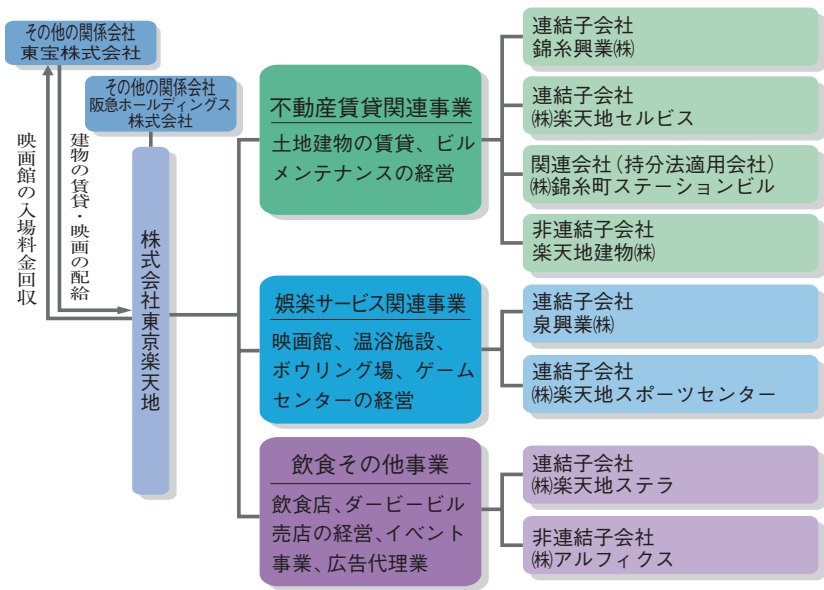 その他の関係会社
東宝株式会社
その他の関係会社
阪急ホールディングス
株式会社
映画館の入場料金回収
建物の賃貸・映画の配給
株式会社東京楽天地
不動産賃貸関連事業
土地建物の賃貸、ビル
メンテナンスの経営
連結子会社
錦糸興業㈱
連結子会社
㈱楽天地セルビス
関連会社（持分法適用会社）
㈱錦糸町ステーションビル
非連結子会社
楽天地建物㈱
娯楽サービス関連事業
映画館、温浴施設、
ボウリング場、ゲーム
センターの経営
連結子会社
泉興業㈱
連結子会社
㈱楽天地スポーツセンター
飲食その他事業
飲食店、ダービービル
売店の経営、イベント
事業、広告代理業
連結子会社
㈱楽天地ステラ
非連結子会社
㈱アルフィクス